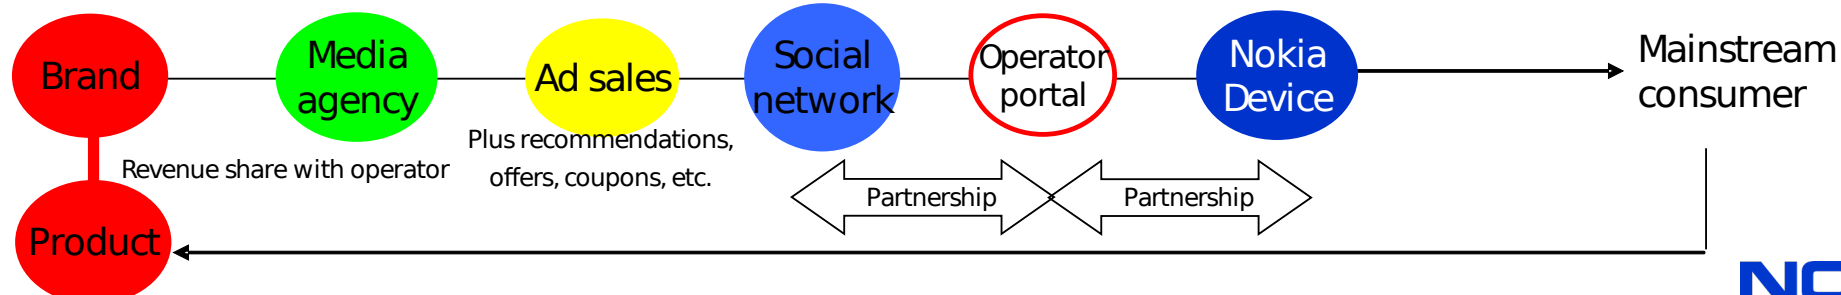 Brand
Media
agency
Ad sales
Social
network
Operator
portal
Nokia
Device
Mainstream
consumer
Plus recommendations,
offers, coupons, etc.
Revenue share with operator
Partnership
Partnership
Product